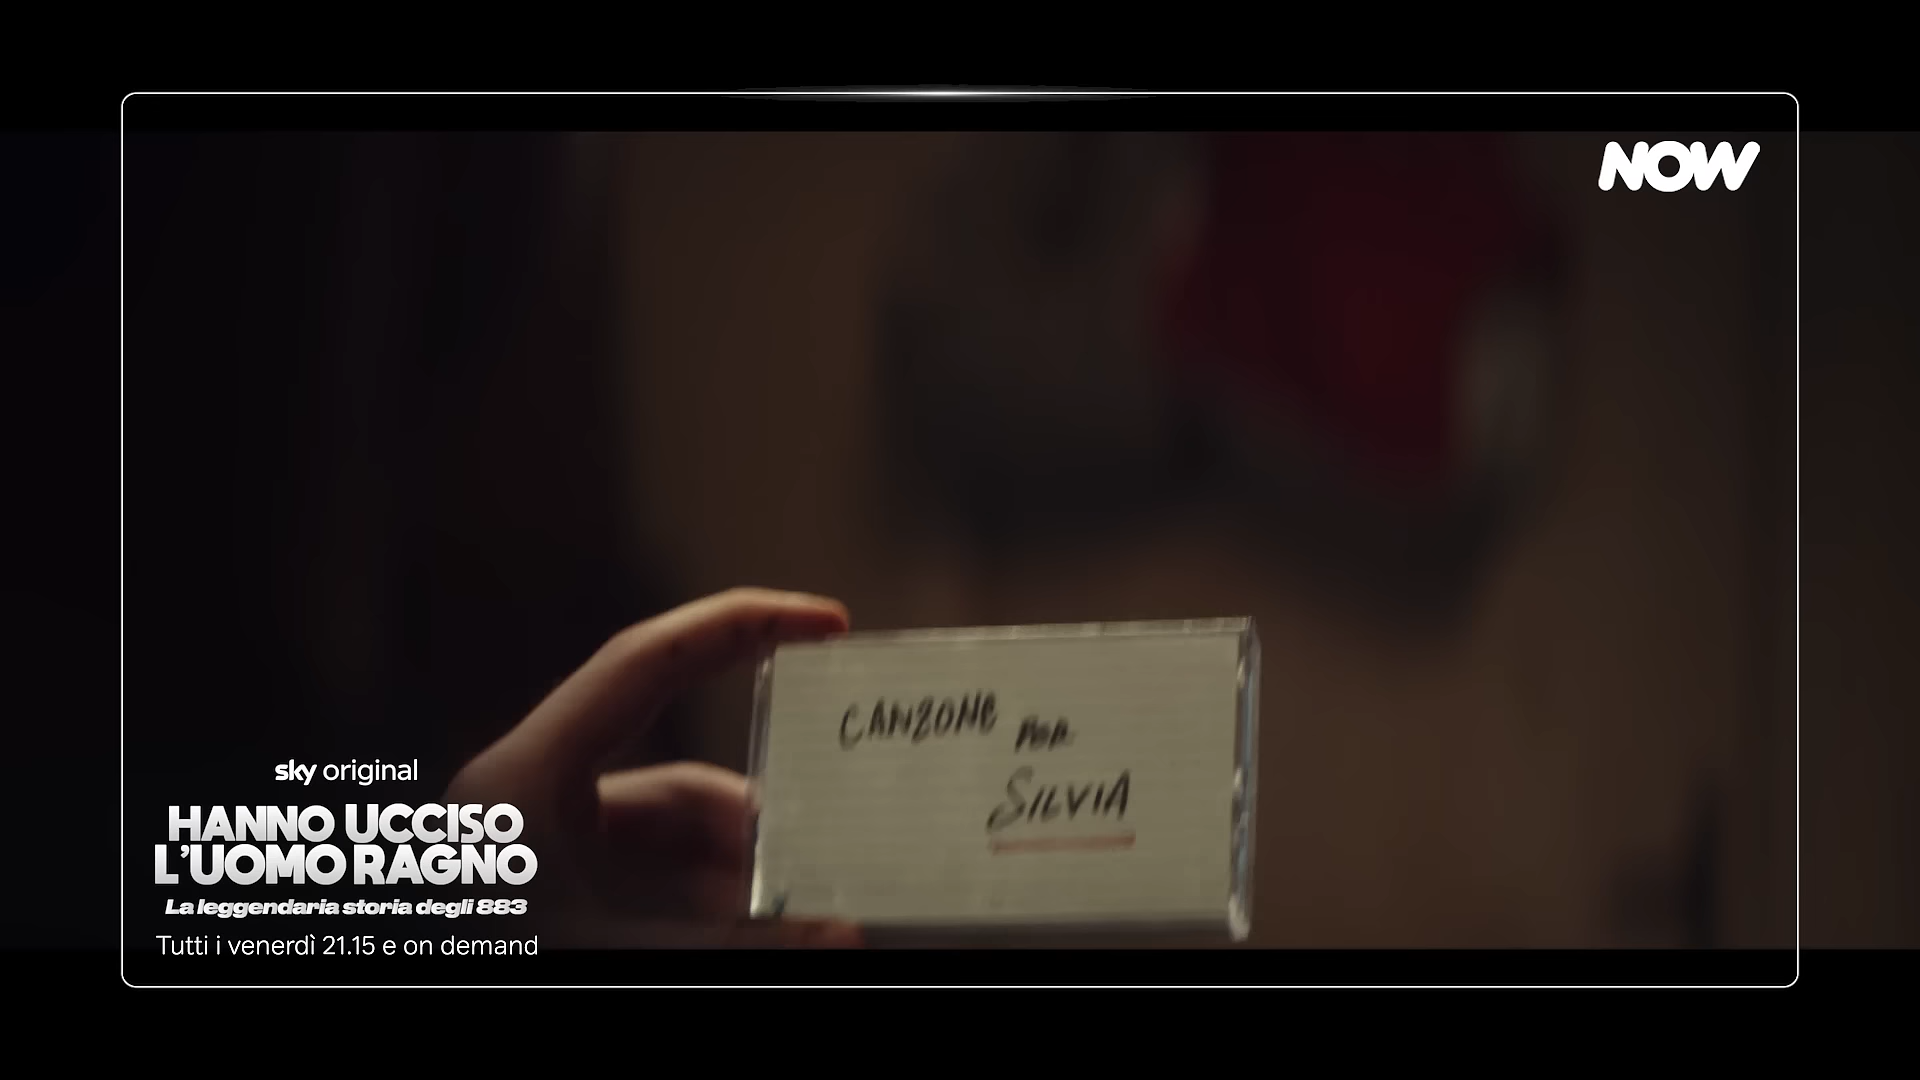 NOW
CANZONE PER
SILVIA
sky original
HANNO UCCISO
L'UOMO RAGNO
La leggendaria storia degli 883
Tutti i venerdì 21.15 e on demand